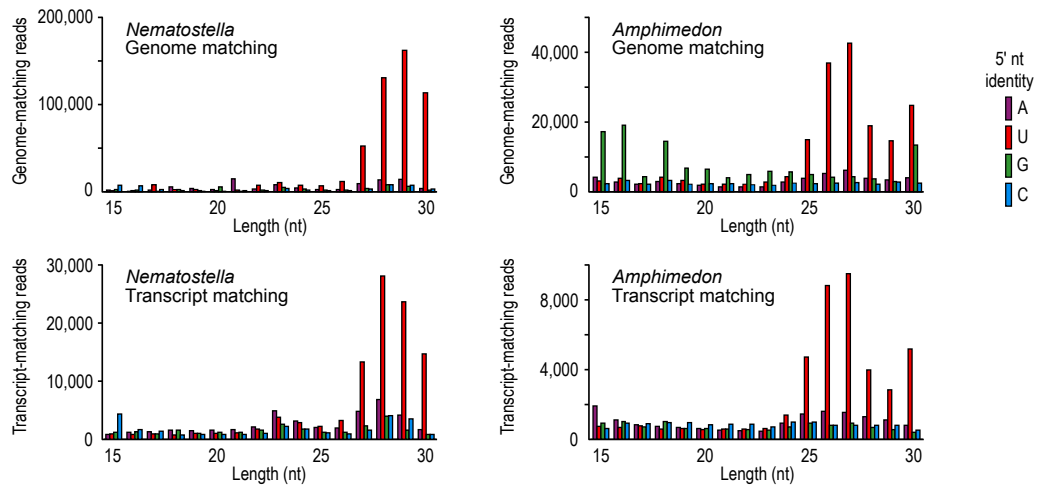 200,000
100,000
0
Genome-matching reads
Nematostella
Genome matching
15
20
25
30
Length (nt)
40,000
20,000
0
Genome-matching reads
Amphimedon
Genome matching
15
20
25
30
Length (nt)
5' nt
identity
A
U
G
C
30,000
20,000
10,000
0
Transcript-matching reads
Nematostella
Transcript matching
15
20
25
30
Length (nt)
8,000
4,000
0
Transcript-matching reads
Amphimedon
Transcript matching
15
20
25
30
Length (nt)